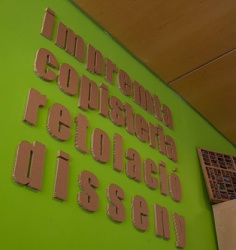 impremta
copisteria
retolació
disseny